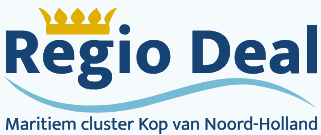 Regio Deal
Maritiem cluster Kop van Noord-Holland